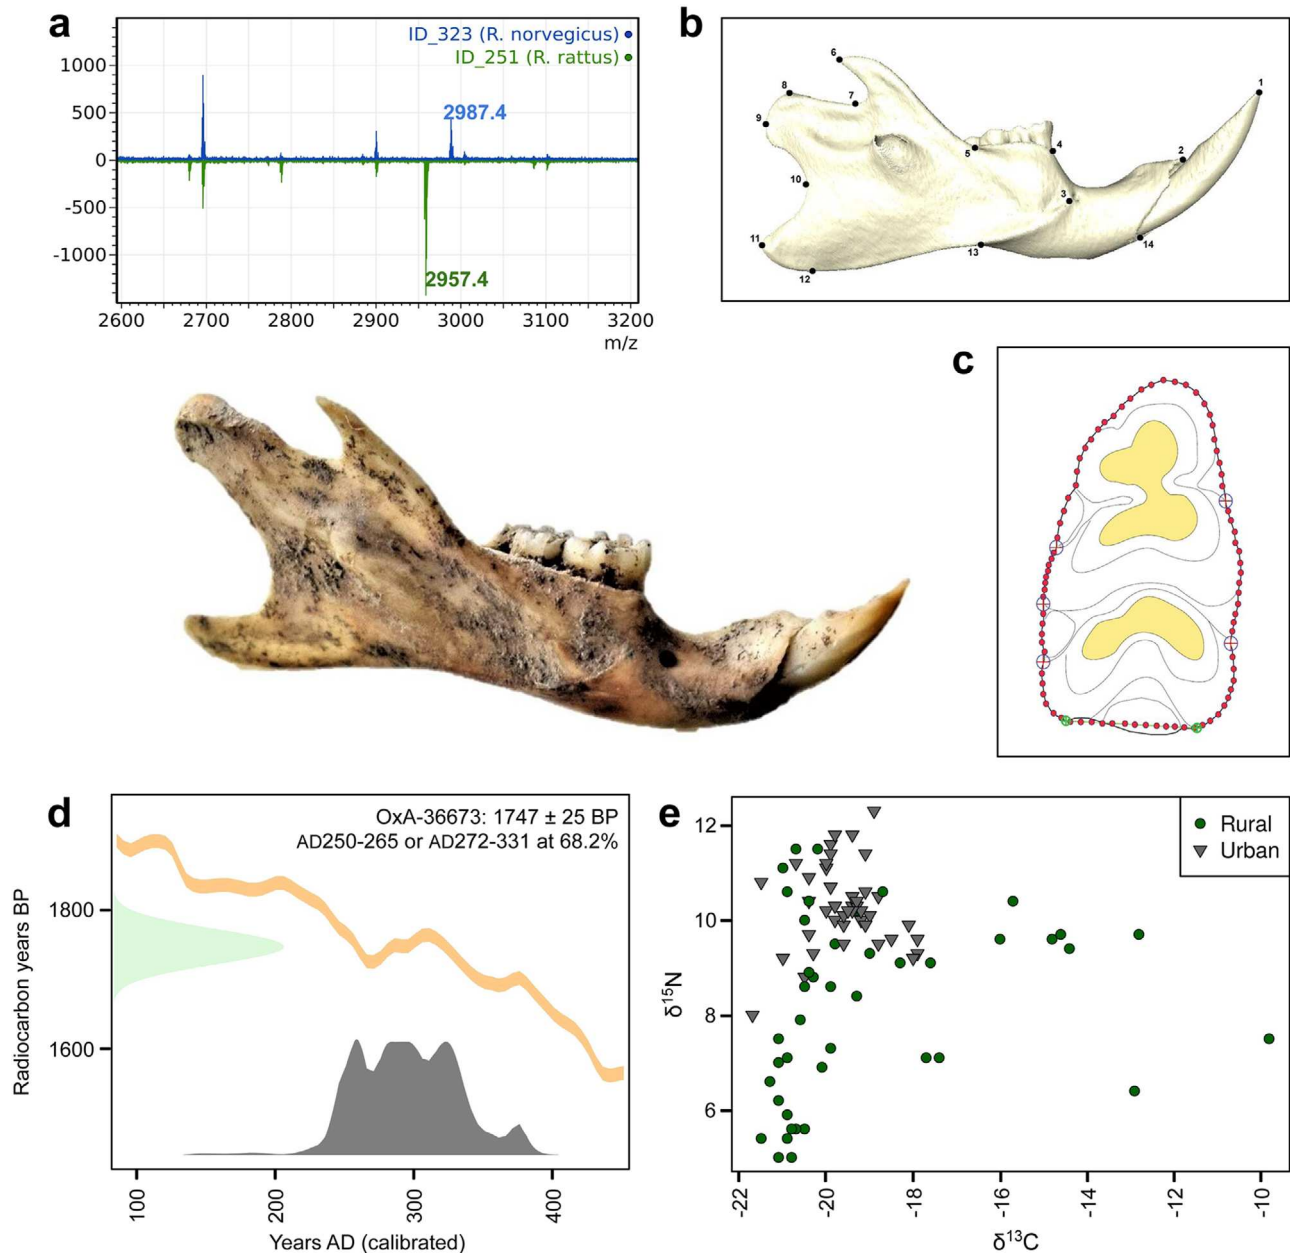 a
ID_323 (R. norvegicus)
ID_251 (R. rattus)
1000
500
0
-500
-1000
2987.4
2957.4
2600 2700 2800 2900 3000 3100 3200
m/z
b
1
2
3
4
5
6
7
8
9
10
11
12
13
14
c
d
OxA-36673: 1747 ± 25 BP
AD250-265 or AD272-331 at 68.2%
Radiocarbon years BP
1800
1600
100 200 300 400
Years AD (calibrated)
e
Rural
Urban
δ15N
12
10
8
6
-22 -20 -18 -16 -14 -12 -10
δ13C